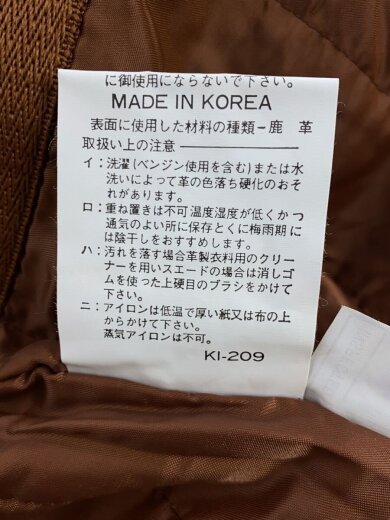 に御使用にならないで下さい。
MADE IN KOREA
表面に使用した材料の種類－鹿　革
取扱い上の注意
イ：洗濯(ベンジン使用を含む)または水
洗いによって革の色落ち硬化のおそ
れがあります。
ロ：重ね置きは不可温度湿度が低くかつ
通気のよい所に保存とくに梅雨期に
は陰干しをおすすめします。
ハ：汚れを落す場合革製衣料用のクリー
ナーを用いスエードの場合は消しゴ
ムを使った上硬目のブラシをかけて
下さい。
ニ：アイロンは低温で厚い紙又は布の上
からかけて下さい。
蒸気アイロンは不可。
KI-209